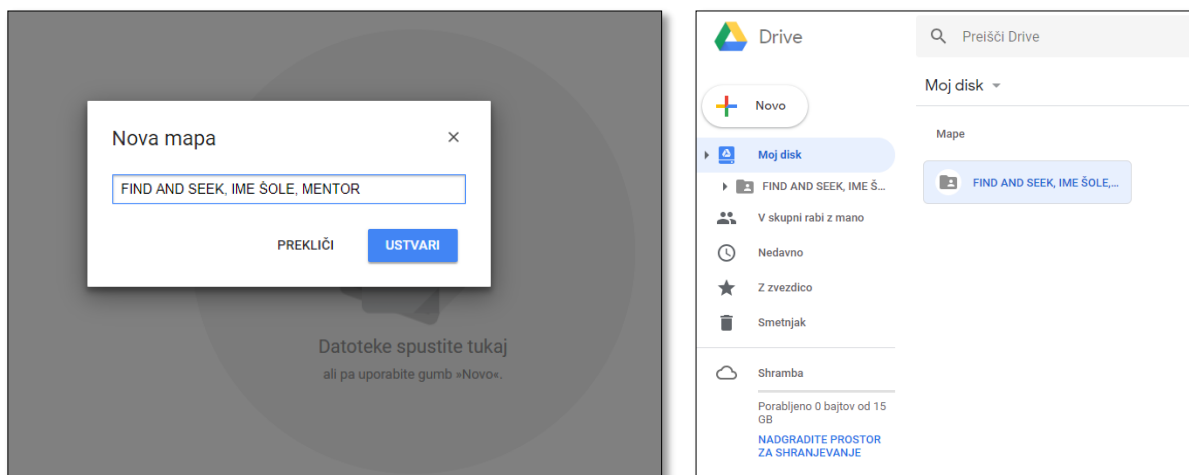 Nova mapa
×
FIND AND SEEK, IME ŠOLE, MENTOR
PREKLIČI
USTVARI
Datoteke spustite tukaj
ali pa uporabite gumb »Novo«.
Drive
Preišči Drive
Novo
Moj disk
Mape
Moj disk
FIND AND SEEK, IME Š...
FIND AND SEEK, IME ŠOLE,...
V skupni rabi z mano
Nedavno
Z zvezdico
Smetnjak
Shramba
Porabljeno 0 bajtov od 15
GB
NADGRADITE PROSTOR
ZA SHRANJEVANJE